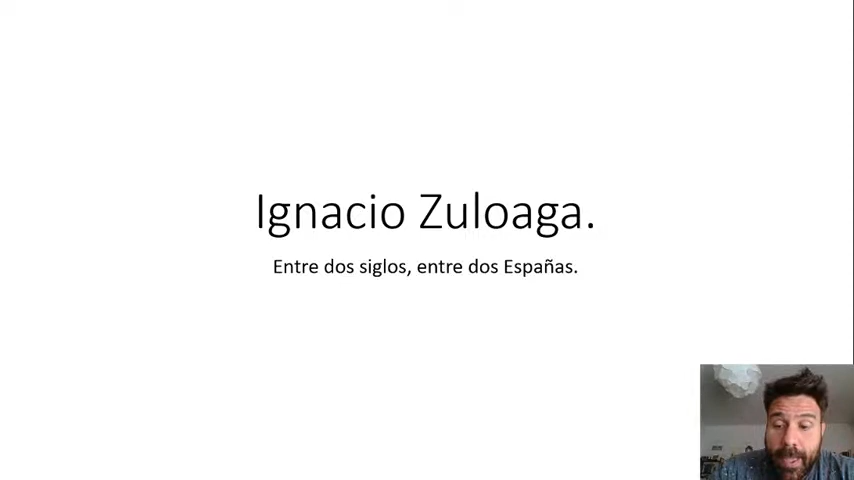 Ignacio Zuloaga.
Entre dos siglos, entre dos Españas.